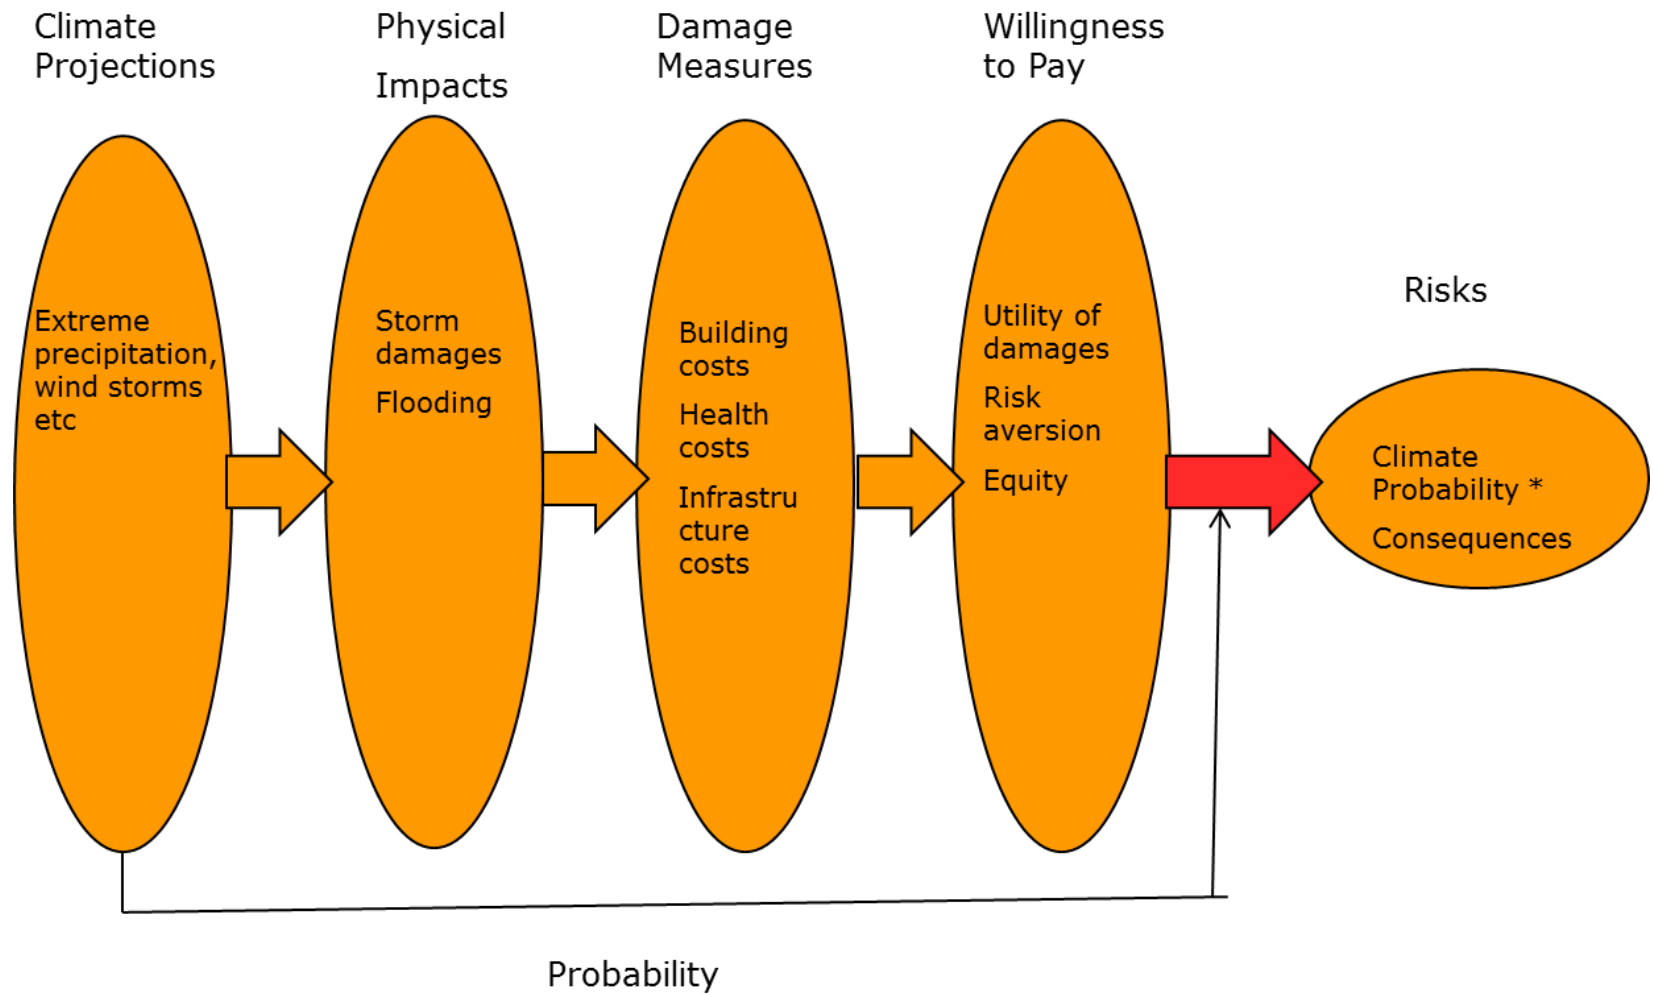 Climate
Projections
Physical
Impacts
Damage
Measures
Willingness
to Pay
Risks
Extreme
precipitation,
wind storms
etc
Storm
damages
Flooding
Building
costs
Health
costs
Infrastru
cture
costs
Utility of
damages
Risk
aversion
Equity
Climate
Probability *
Consequences
Probability